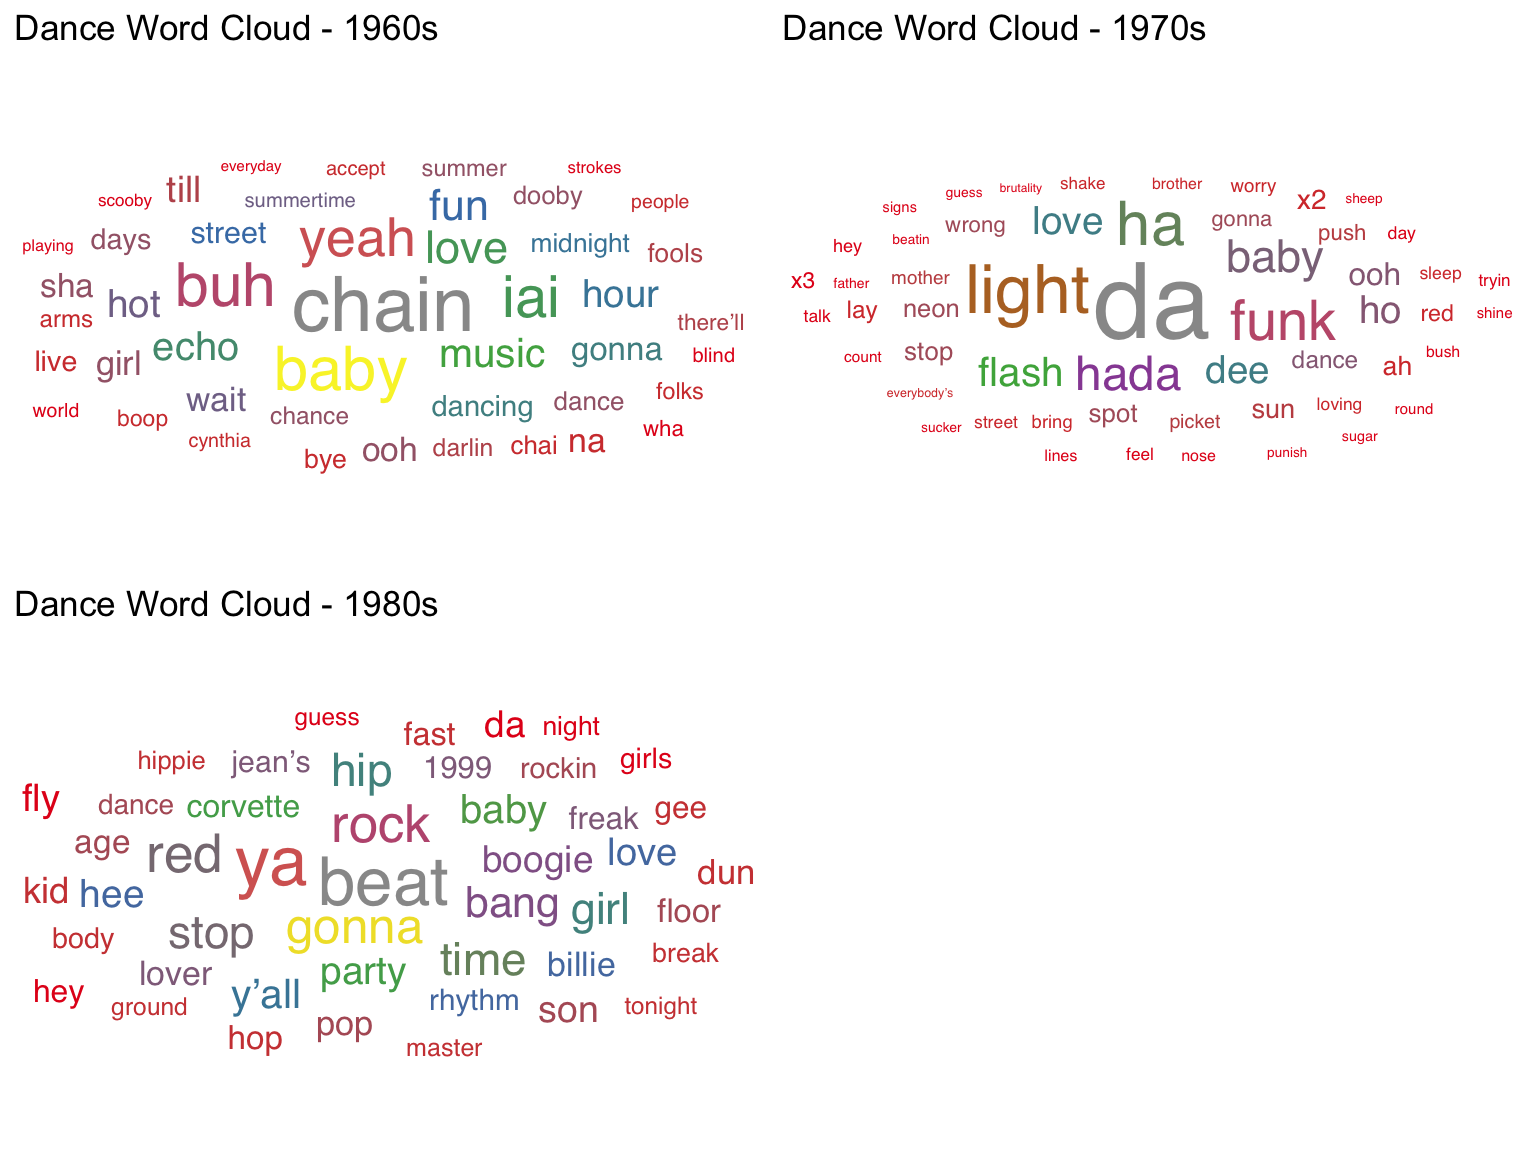 Dance Word Cloud - 1960s
everyday accept summer strokes
scooby till summertime fun dooby people
playing days street yeah love midnight fools
sha hot buh chain iai hour
arms there'll
live girl echo baby music gonna blind
world boop wait chance dancing dance folks
cynthia bye ooh darlin chai na wha
Dance Word Cloud - 1970s
guess brutality shake brother worry x2 sheep
signs wrong love ha gonna push day
hey beatin baby
x3 father mother light da ooh sleep tryin
talk lay neon funk ho red shine
count stop flash hada dee dance ah bush
everybody's
sucker street bring spot picket sun loving round
lines feel nose punish sugar
Dance Word Cloud - 1980s
guess fast da night
hippie jean's hip 1999 rockin girls
fly dance corvette rock baby freak gee
age red ya beat boogie love dun
kid hee bang girl floor
body stop gonna time billie break
lover party
hey ground y'all rhythm son tonight
hop pop master